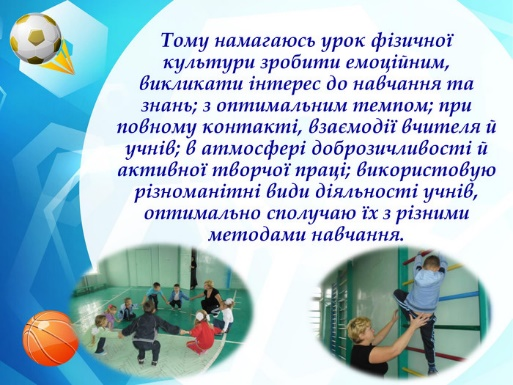 Тому намагаюсь урок фізичної
культури зробити емоційним,
викликати інтерес до навчання та
знань; з оптимальним темпом; при
повному контакті, взаємодії вчителя й
учнів; в атмосфері доброзичливості й
активної творчої праці; використовую
різноманітні види діяльності учнів,
оптимально сполучаю їх з різними
методами навчання.